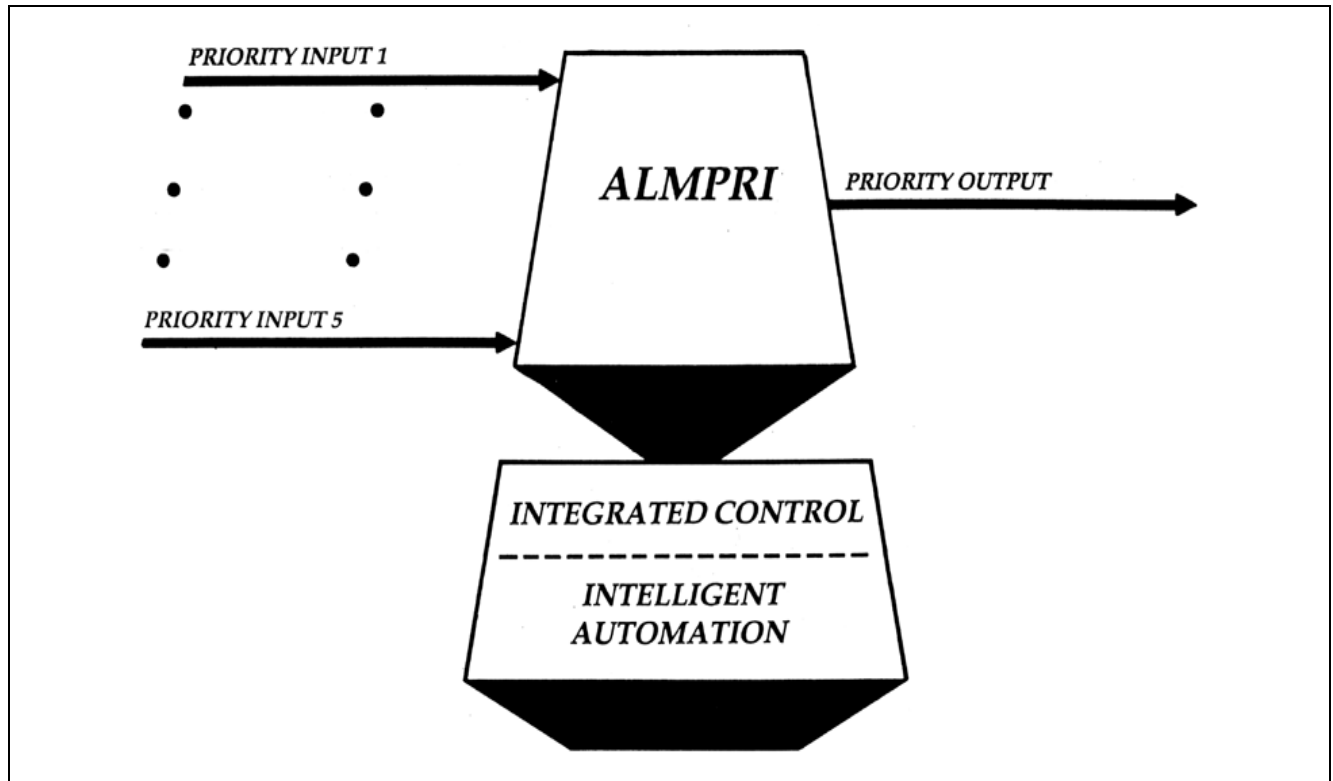 PRIORITY INPUT 1
ALMPRI
PRIORITY OUTPUT
PRIORITY INPUT 5
INTEGRATED CONTROL
INTELLIGENT
AUTOMATION